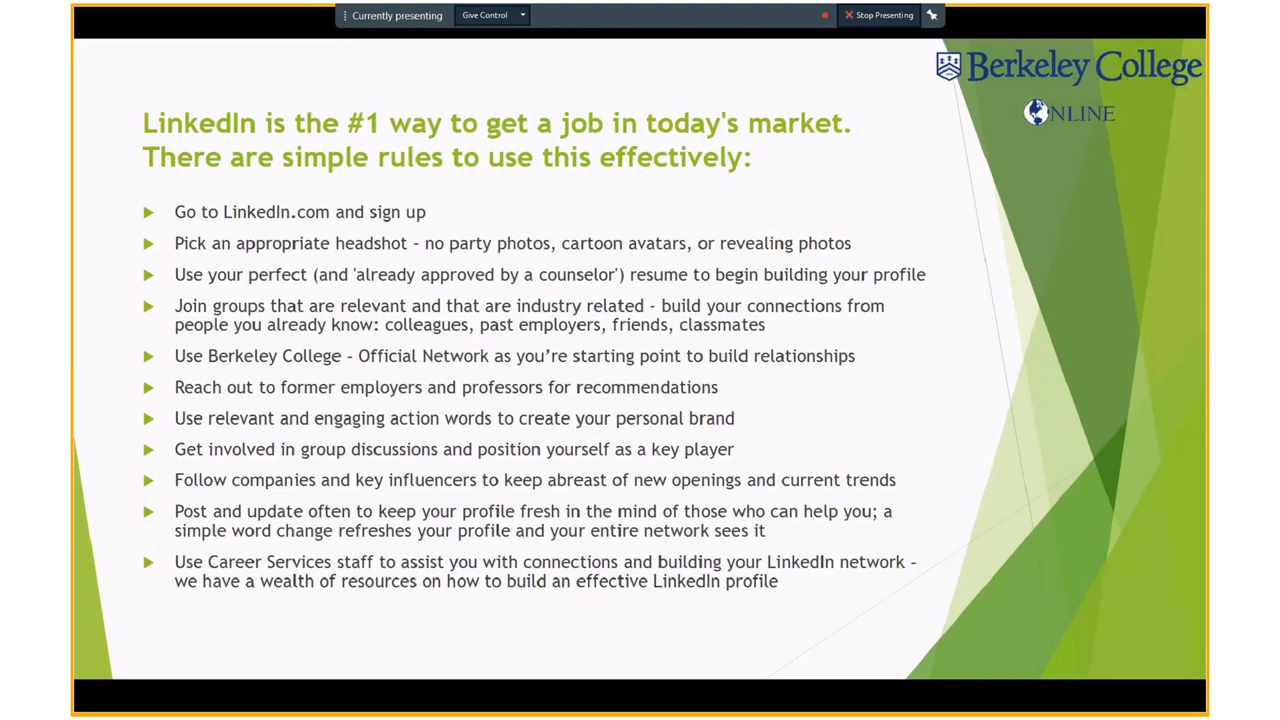 Currently presenting
Give Control
Stop Presenting
Berkeley College
ONLINE
LinkedIn is the #1 way to get a job in today's market.
There are simple rules to use this effectively:
Go to LinkedIn.com and sign up
Pick an appropriate headshot – no party photos, cartoon avatars, or revealing photos
Use your perfect (and 'already approved by a counselor') resume to begin building your profile
Join groups that are relevant and that are industry related - build your connections from
people you already know: colleagues, past employers, friends, classmates
Use Berkeley College – Official Network as you’re starting point to build relationships
Reach out to former employers and professors for recommendations
Use relevant and engaging action words to create your personal brand
Get involved in group discussions and position yourself as a key player
Follow companies and key influencers to keep abreast of new openings and current trends
Post and update often to keep your profile fresh in the mind of those who can help you; a
simple word change refreshes your profile and your entire network sees it
Use Career Services staff to assist you with connections and building your LinkedIn network –
we have a wealth of resources on how to build an effective LinkedIn profile